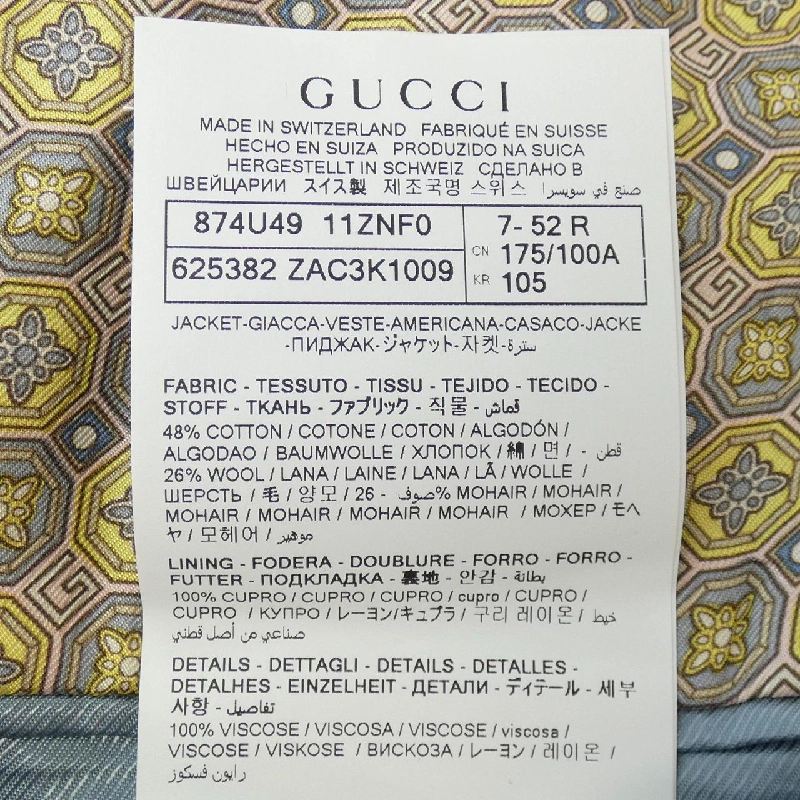 GUCCI
MADE IN SWITZERLAND FABRIQUÉ EN SUISSE
HECHO EN SUIZA PRODUZIDO NA SUICA
HERGESTELLT IN SCHWEIZ СДЕЛАНО В
ШВЕЙЦАРИИ スイス製 제조국명 스위스 صنع في سويسرا
874U49 11ZNF0
625382 ZAC3K1009
7- 52 R
CN 175/100A
KR 105
JACKET-GIACCA-VESTE-AMERICANA-CASACO-JACKE
-ПИДЖАК-ジャケット-자켓-سترة
FABRIC - TESSUTO - TISSU - TEJIDO - TECIDO -
STOFF - ТКАНЬ - ファブリック - 직물 - قماش
48% COTTON / COTONE / COTON / ALGODÓN /
ALGODAO / BAUMWOLLE / ХЛОПОК / 綿 / 면 / - قطن
26% WOOL / LANA / LAINE / LANA / LÃ / WOLLE /
ШЕРСТЬ / 毛 / 양모 / 26 - صوف% MOHAIR / MOHAIR /
MOHAIR / MOHAIR / MOHAIR / MOHAIR / МОХЕР / モヘ
ヤ / 모헤어 / موهير
LINING - FODERA - DOUBLURE - FORRO - FORRO -
FUTTER - ПОДКЛАДКА - 裏地 - 안감 - بطانة
100% CUPRO / CUPRO / CUPRO / cupro / CUPRO /
CUPRO / КУПРО / レーヨン/キュプラ / 구리 레이온 / خيط
صناعي من أصل قطني
DETAILS - DETTAGLI - DETAILS - DETALLES -
DETALHES - EINZELHEIT - ДЕТАЛИ - ディテール - 세부
사항 - تفاصيل
100% VISCOSE / VISCOSA / VISCOSE / viscosa /
VISCOSE / VISKOSE / ВИСКОЗА / レーヨン / 레이온 /
رايون فسكوز